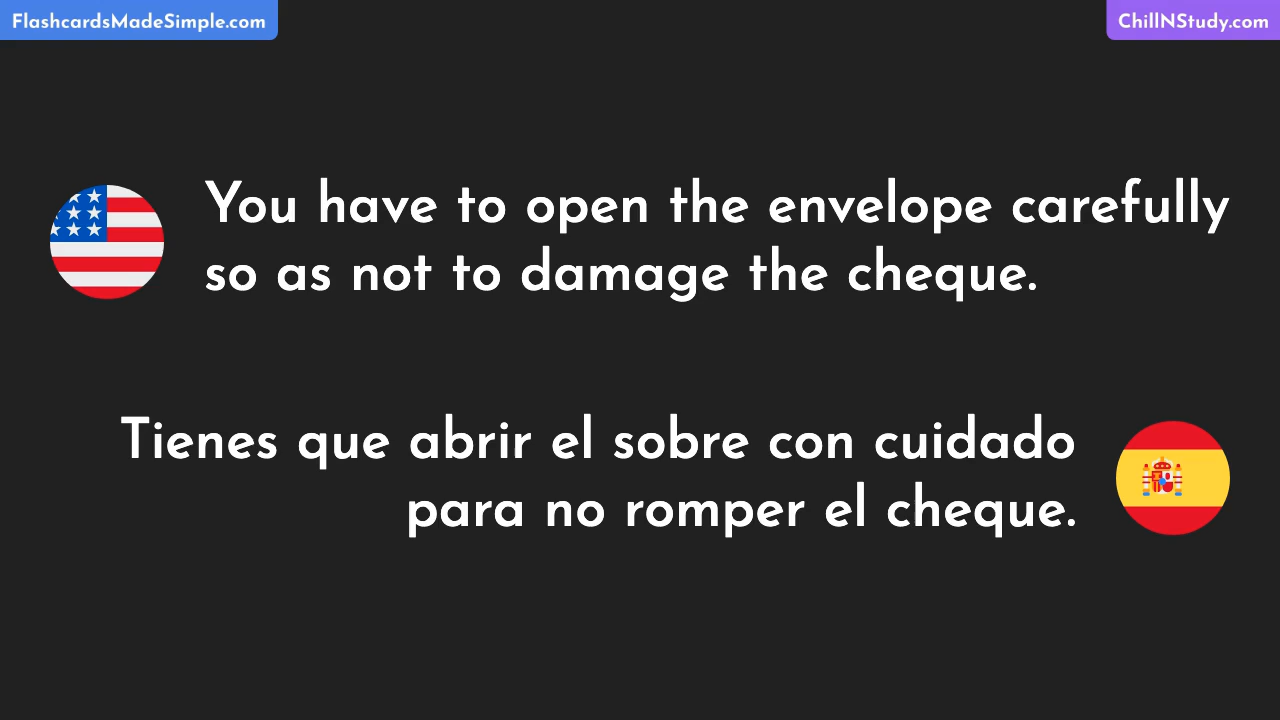 FlashcardsMadeSimple.com
ChillNStudy.com
You have to open the envelope carefully
so as not to damage the cheque.
Tienes que abrir el sobre con cuidado
para no romper el cheque.